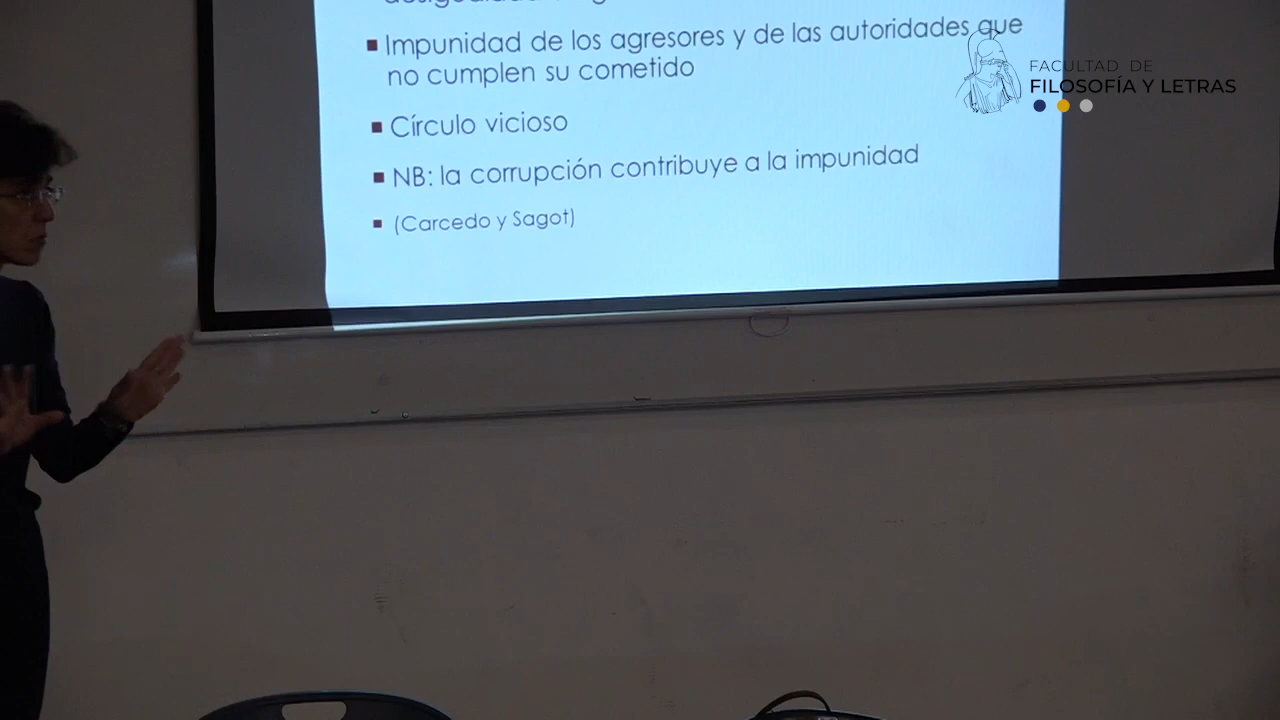 Impunidad de los agresores y de las autoridades que
no cumplen su cometido
Círculo vicioso
NB: la corrupción contribuye a la impunidad
(Carcedo y Sagot)
FACULTAD DE
FILOSOFÍA Y LETRAS